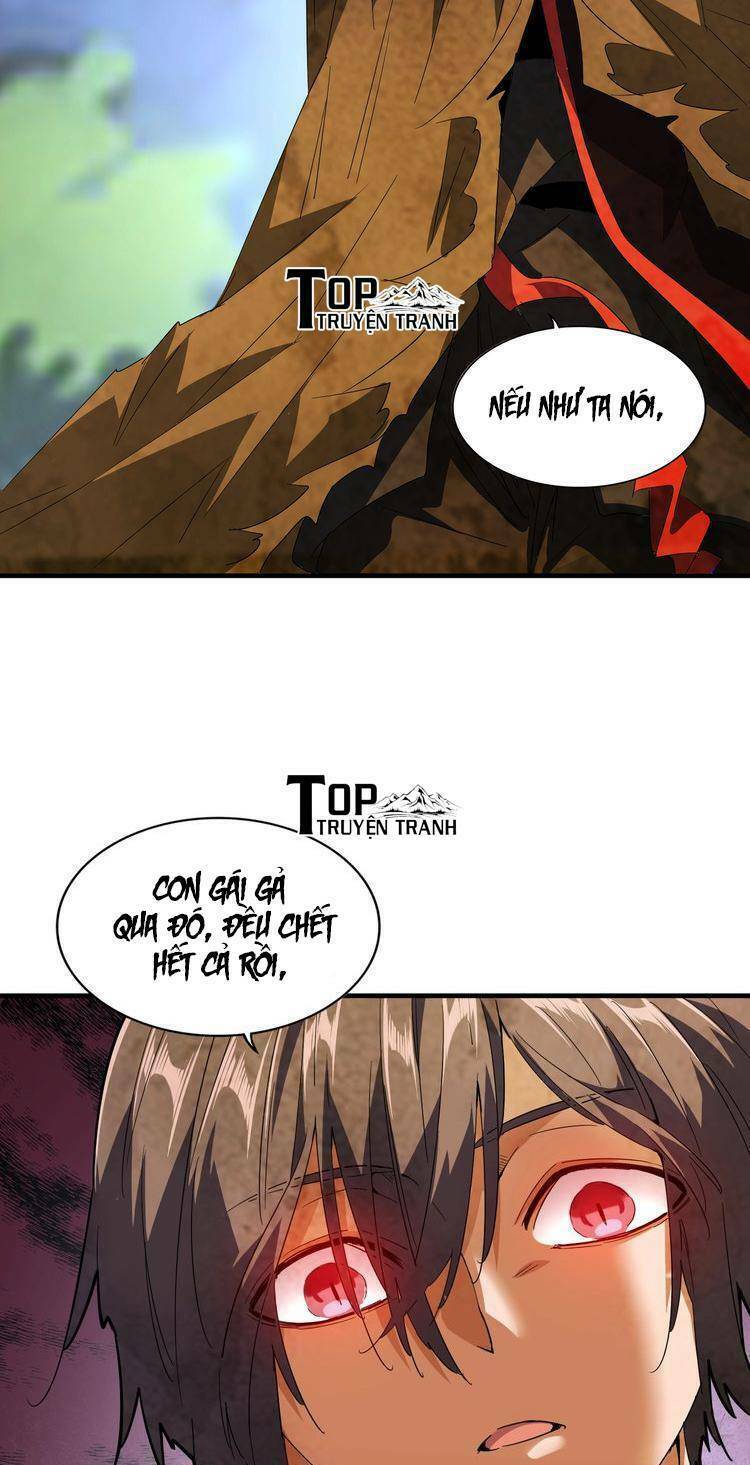 TOP
TRUYỆN TRANH
NẾU NHƯ TA NÓI,
TOP
TRUYỆN TRANH
CON GÁI GẢ
QUA ĐÓ, ĐỀU CHẾT
HẾT CẢ RỒI,